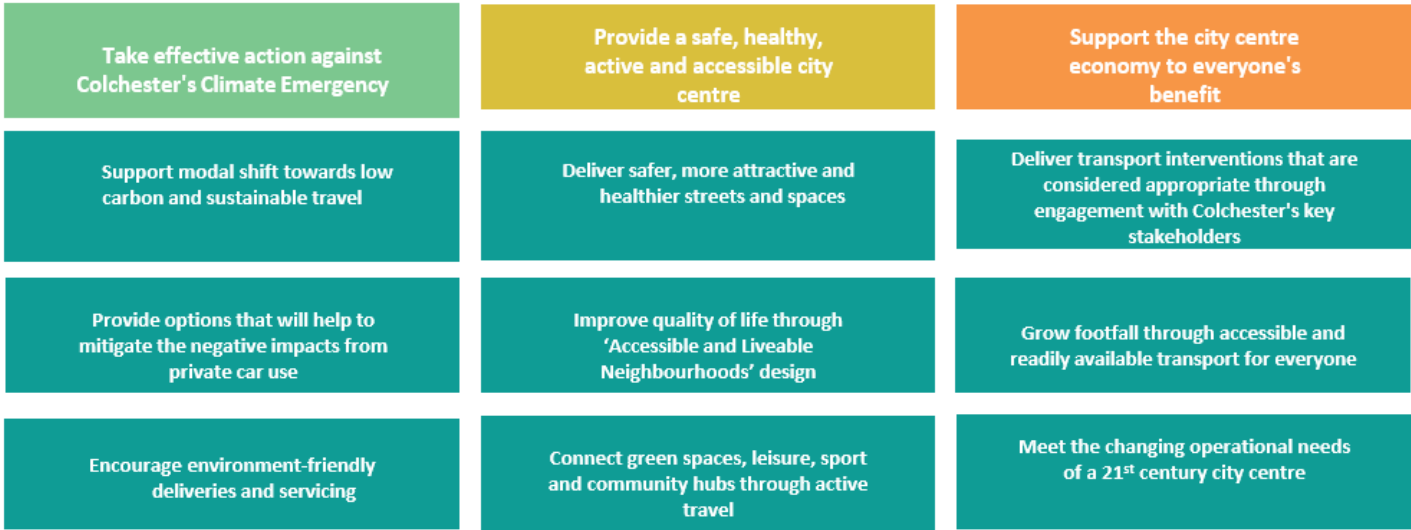 Take effective action against
Colchester's Climate Emergency
Provide a safe, healthy,
active and accessible city
centre
Support the city centre
economy to everyone's
benefit
Support modal shift towards low
carbon and sustainable travel
Deliver safer, more attractive and
healthier streets and spaces
Deliver transport interventions that are
considered appropriate through
engagement with Colchester's key
stakeholders
Provide options that will help to
mitigate the negative impacts from
private car use
Improve quality of life through
‘Accessible and Liveable
Neighbourhoods’ design
Grow footfall through accessible and
readily available transport for everyone
Encourage environment-friendly
deliveries and servicing
Connect green spaces, leisure, sport
and community hubs through active
travel
Meet the changing operational needs
of a 21st century city centre